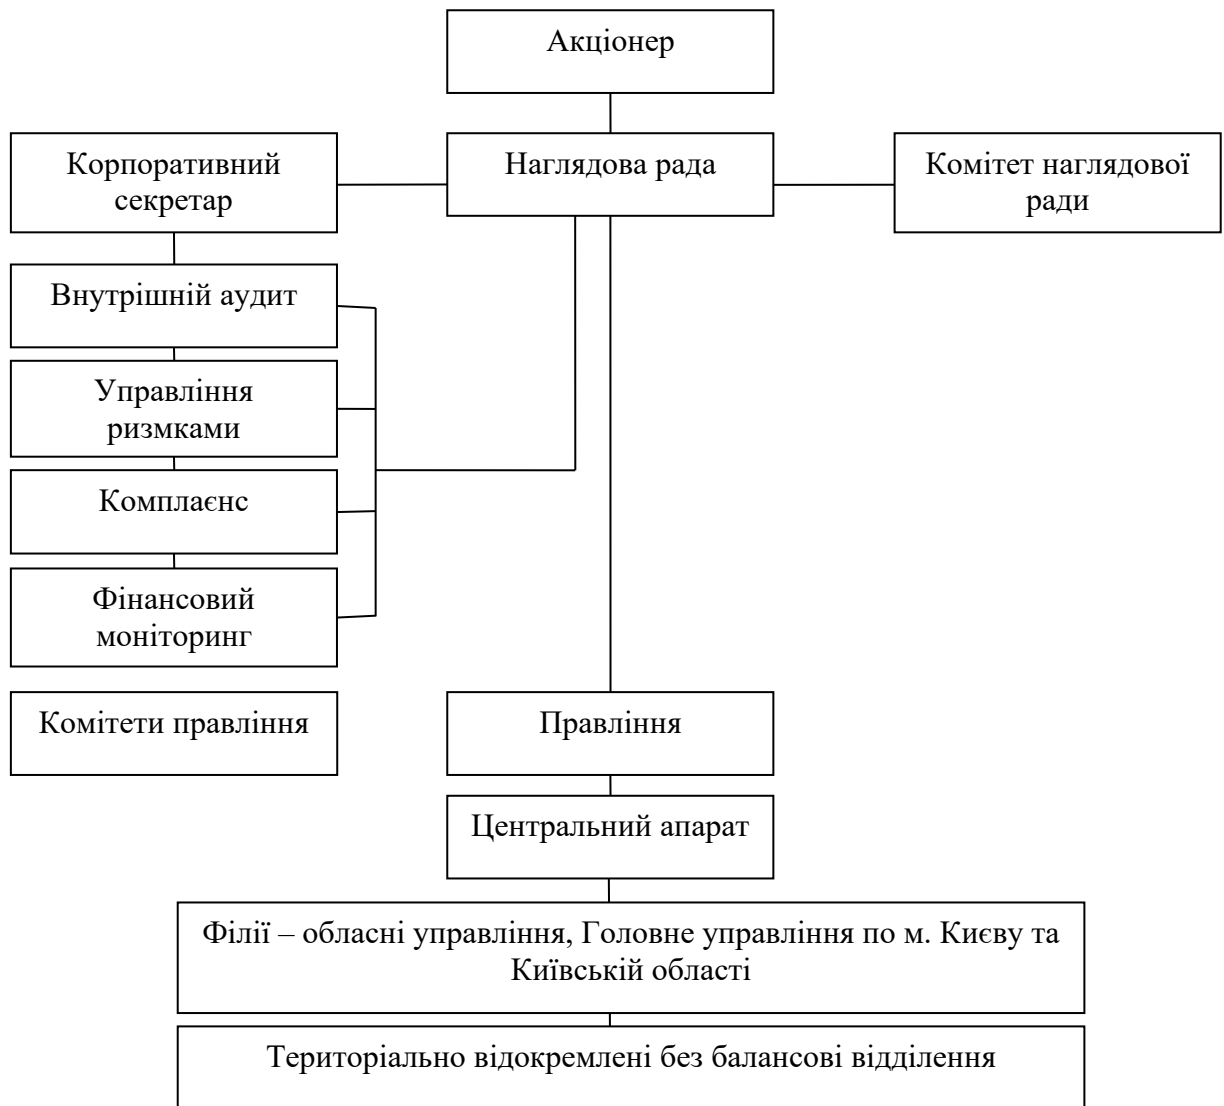 Акціонер
Корпоративний
секретар
Наглядова рада
Комітет наглядової
ради
Внутрішній аудит
Управління
ризмками
Комплаєнс
Фінансовий
моніторинг
Комітети правління
Правління
Центральний апарат
Філії – обласні управління, Головне управління по м. Києву та
Київській області
Територіально відокремлені без балансові відділення